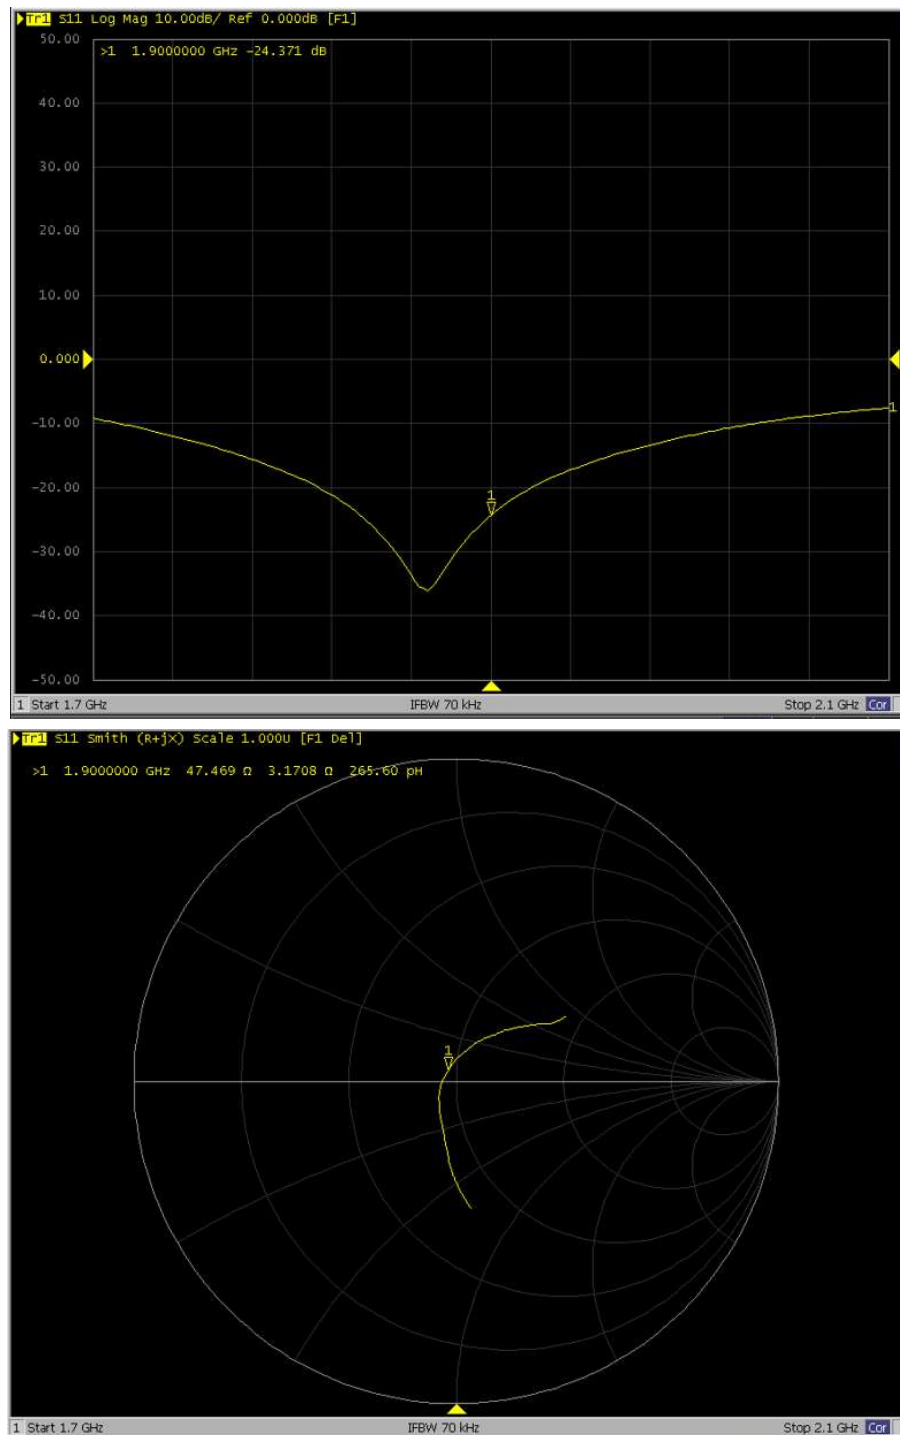 Tr1 S11 Log Mag 10.00dB/ Ref 0.000dB [F1]
50.00
>1 1.9000000 GHz -24.371 dB
40.00
30.00
20.00
10.00
0.000
-10.00
1
-20.00
1
-30.00
-40.00
-50.00
1 Start 1.7 GHz IFBW 70 kHz Stop 2.1 GHz Cor
Tr1 S11 Smith (R+jX) Scale 1.000U [F1 Del]
>1 1.9000000 GHz 47.469 Ω 3.1708 Ω 265.60 pH
1
1 Start 1.7 GHz IFBW 70 kHz Stop 2.1 GHz Cor